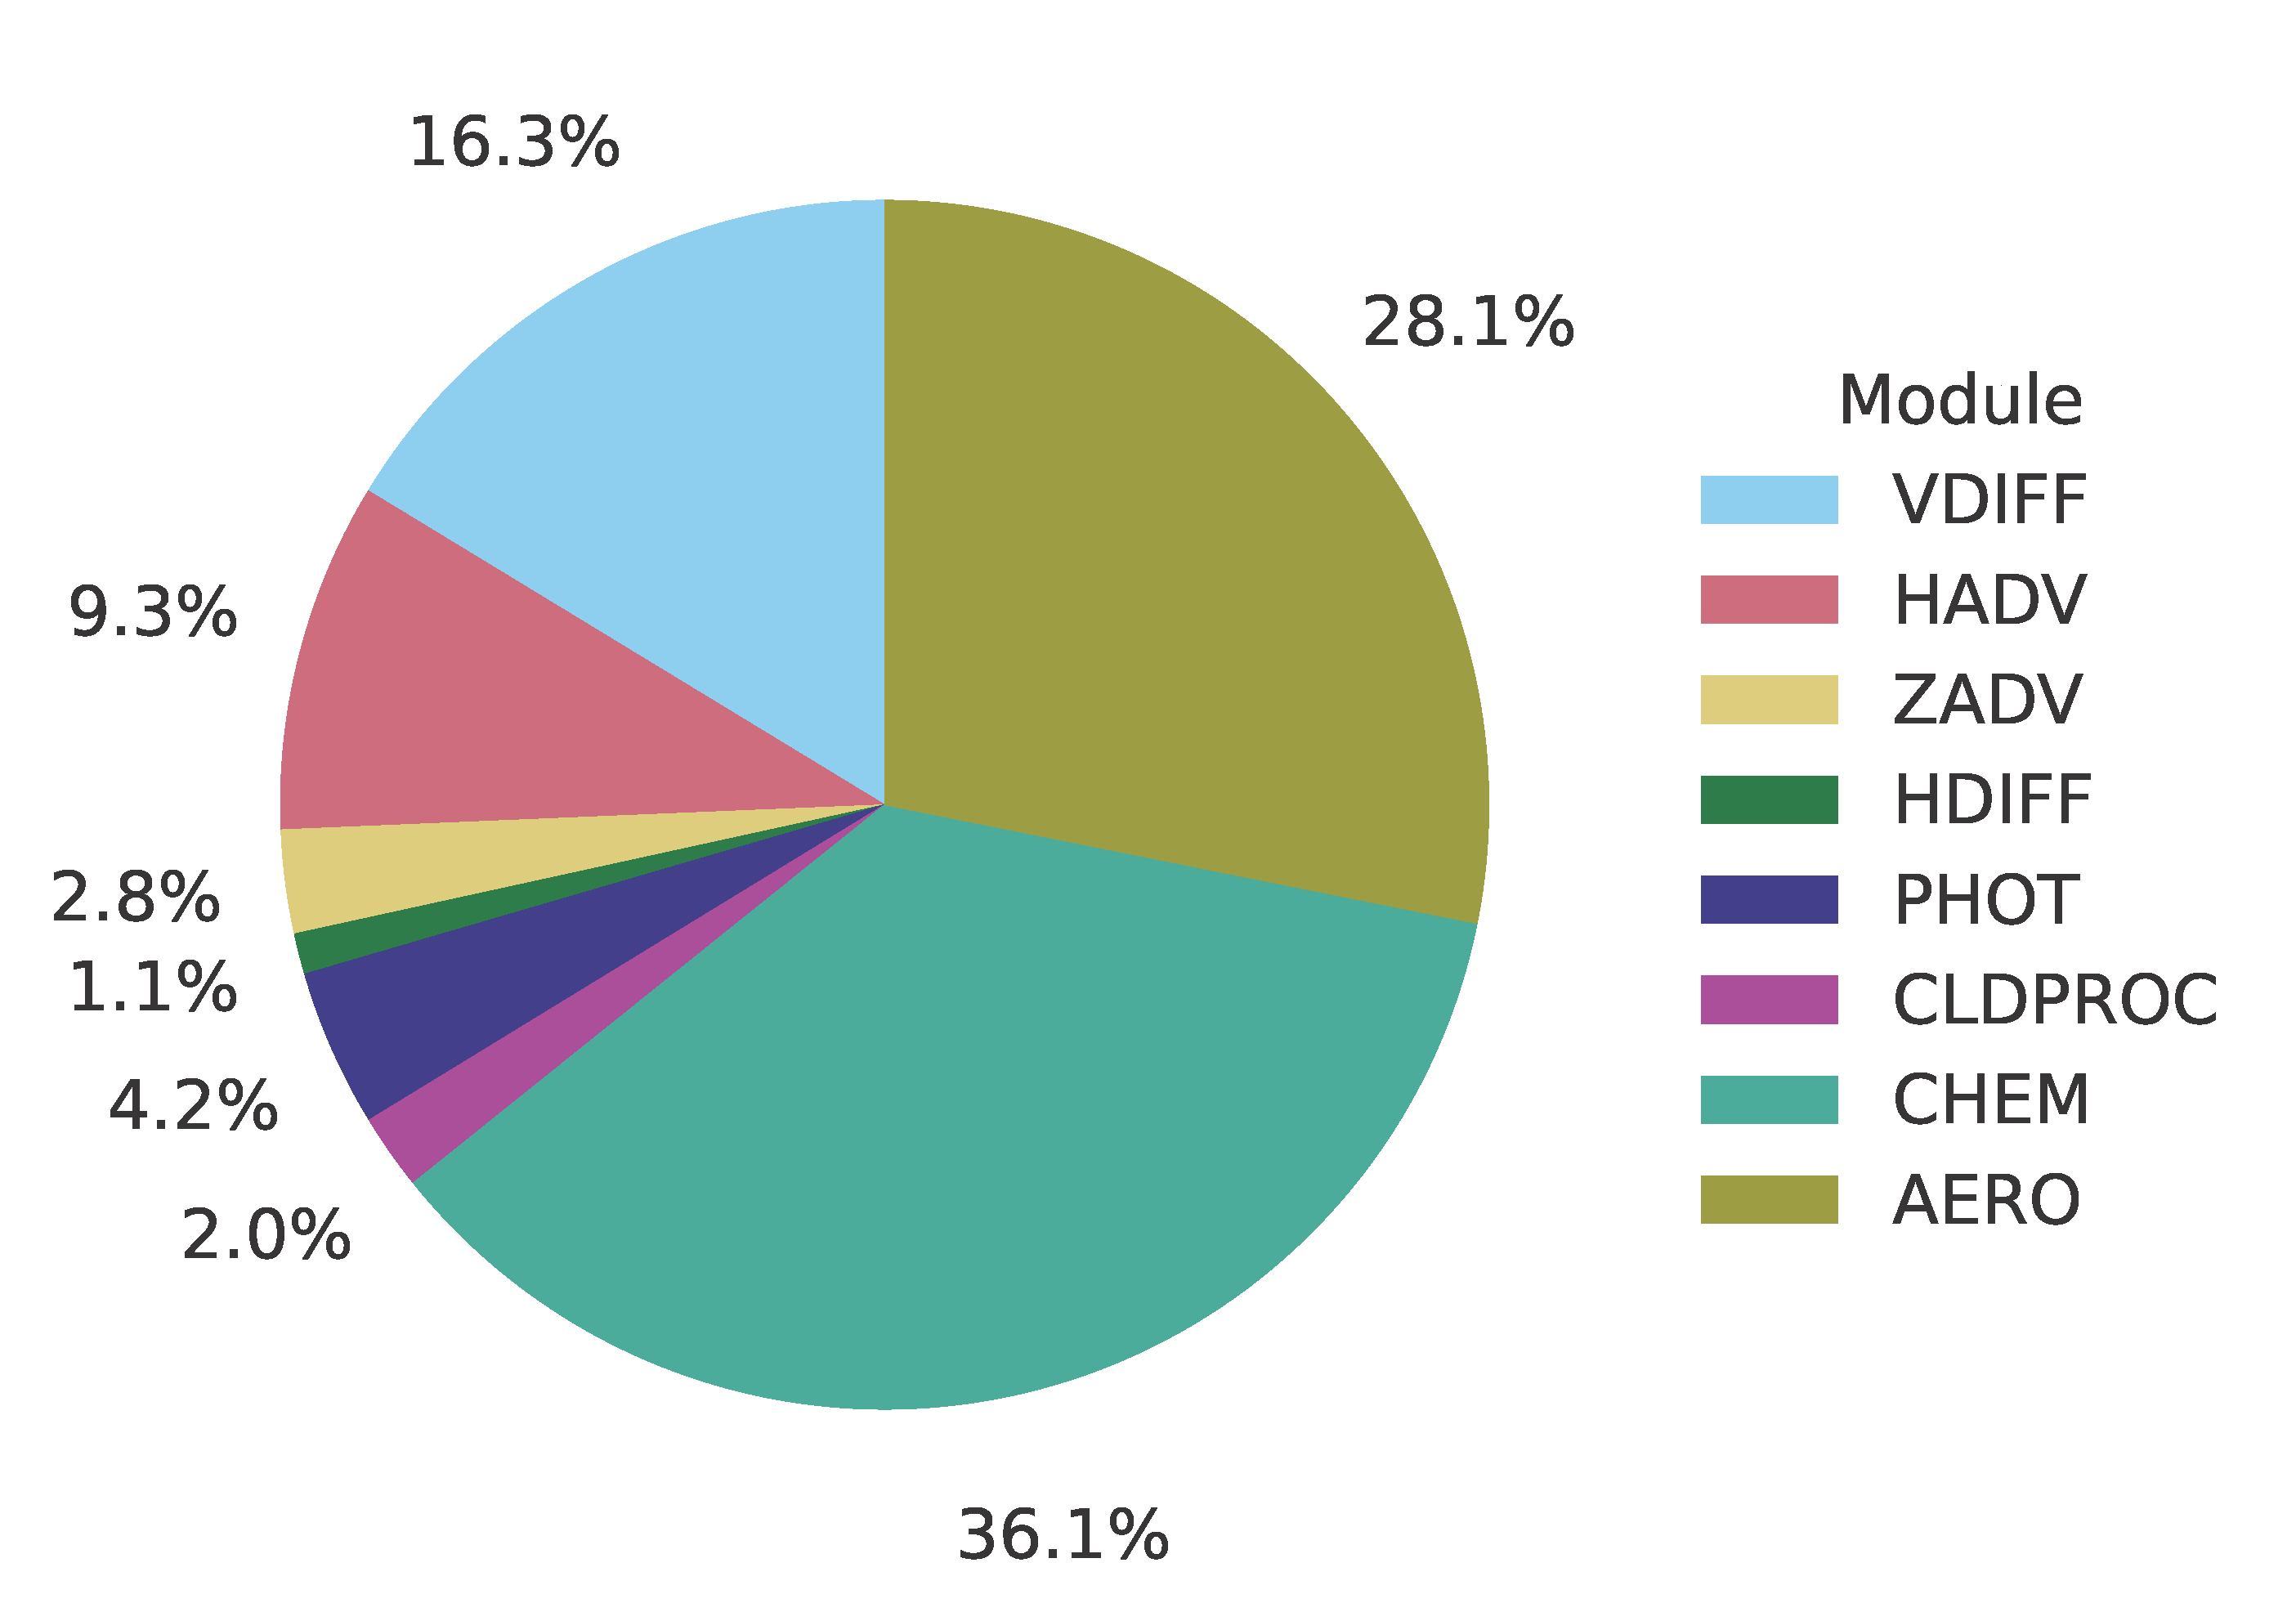 16.3%
28.1%
9.3%
2.8%
1.1%
4.2%
2.0%
36.1%
Module
VDIFF
HADV
ZADV
HDIFF
PHOT
CLDPROC
CHEM
AERO